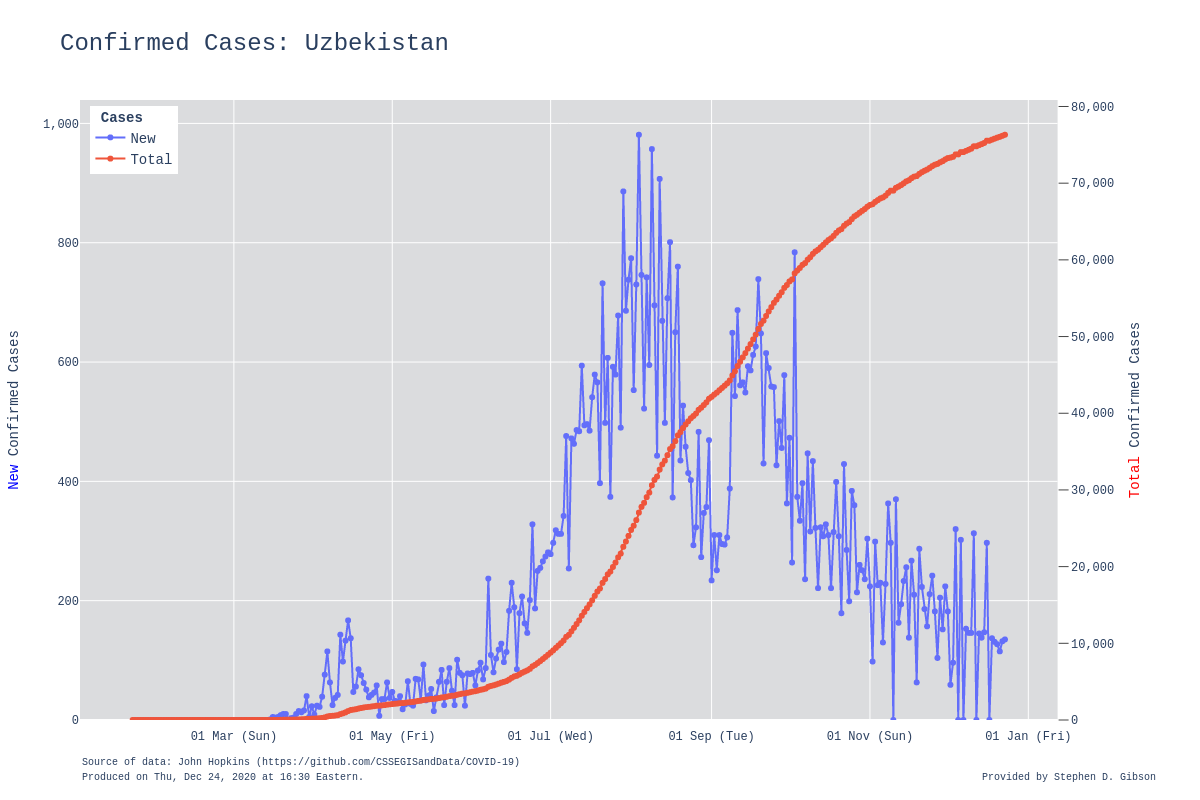 Confirmed Cases: Uzbekistan
Cases
New
Total
1,000
800
600
400
200
0
80,000
70,000
60,000
50,000
40,000
30,000
20,000
10,000
0
New Confirmed Cases
Total Confirmed Cases
01 Mar (Sun)
01 May (Fri)
01 Jul (Wed)
01 Sep (Tue)
01 Nov (Sun)
01 Jan (Fri)
Source of data: John Hopkins (https://github.com/CSSEGISandData/COVID-19)
Produced on Thu, Dec 24, 2020 at 16:30 Eastern.
Provided by Stephen D. Gibson